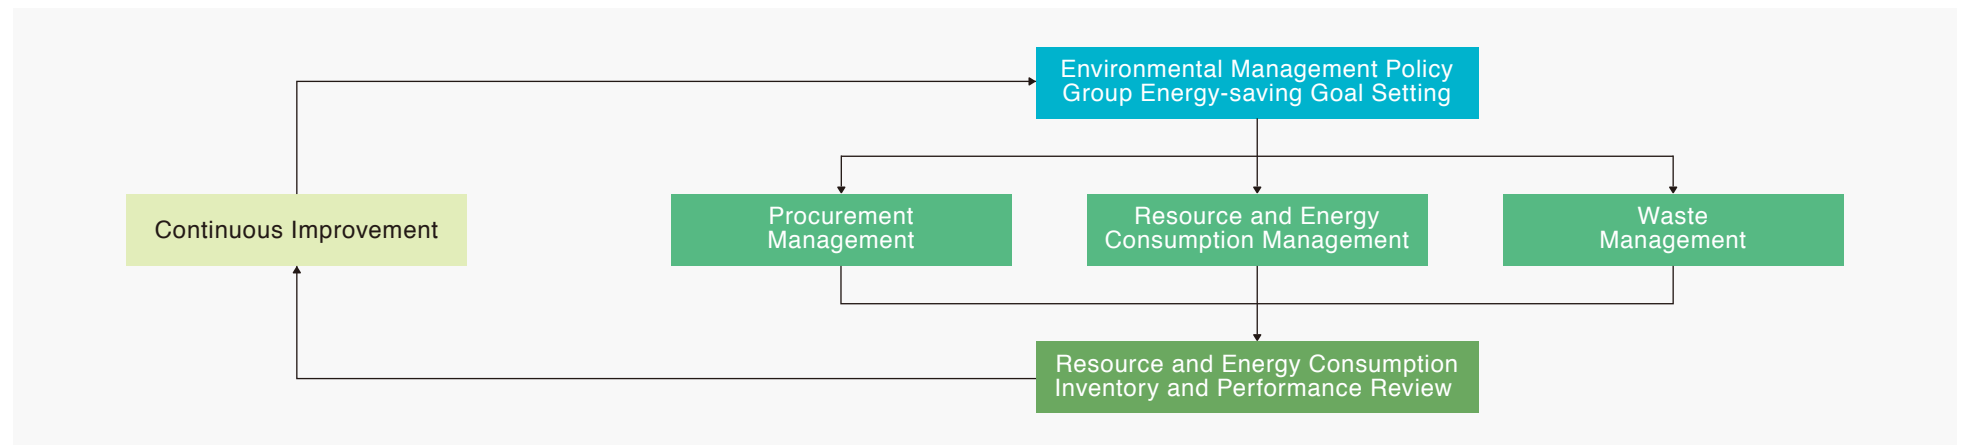 Environmental Management Policy
Group Energy-saving Goal Setting
Continuous Improvement
Procurement
Management
Resource and Energy
Consumption Management
Waste
Management
Resource and Energy Consumption
Inventory and Performance Review